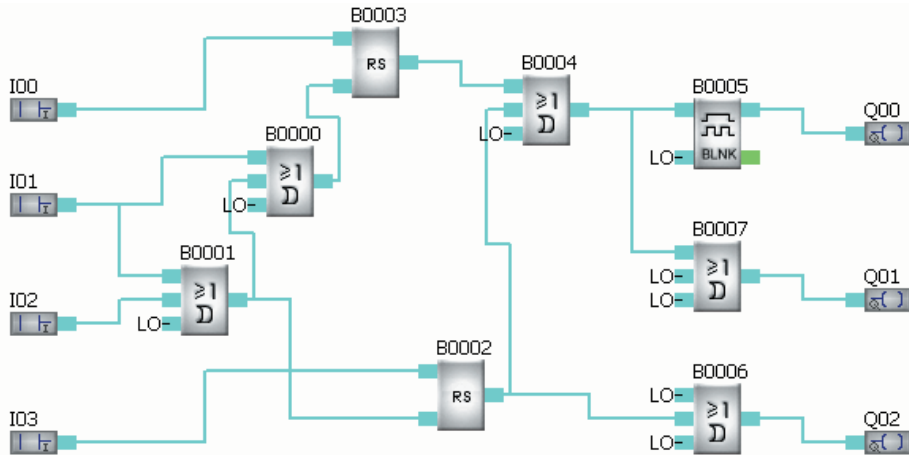 B0003
RS
B0004
≥1
LO
I00
B0005
BLNK
LO
Q00
B0000
≥1
LO
I01
B0001
≥1
LO
B0007
≥1
LO
LO
Q01
I02
B0002
RS
B0006
LO
≥1
LO
Q02
I03